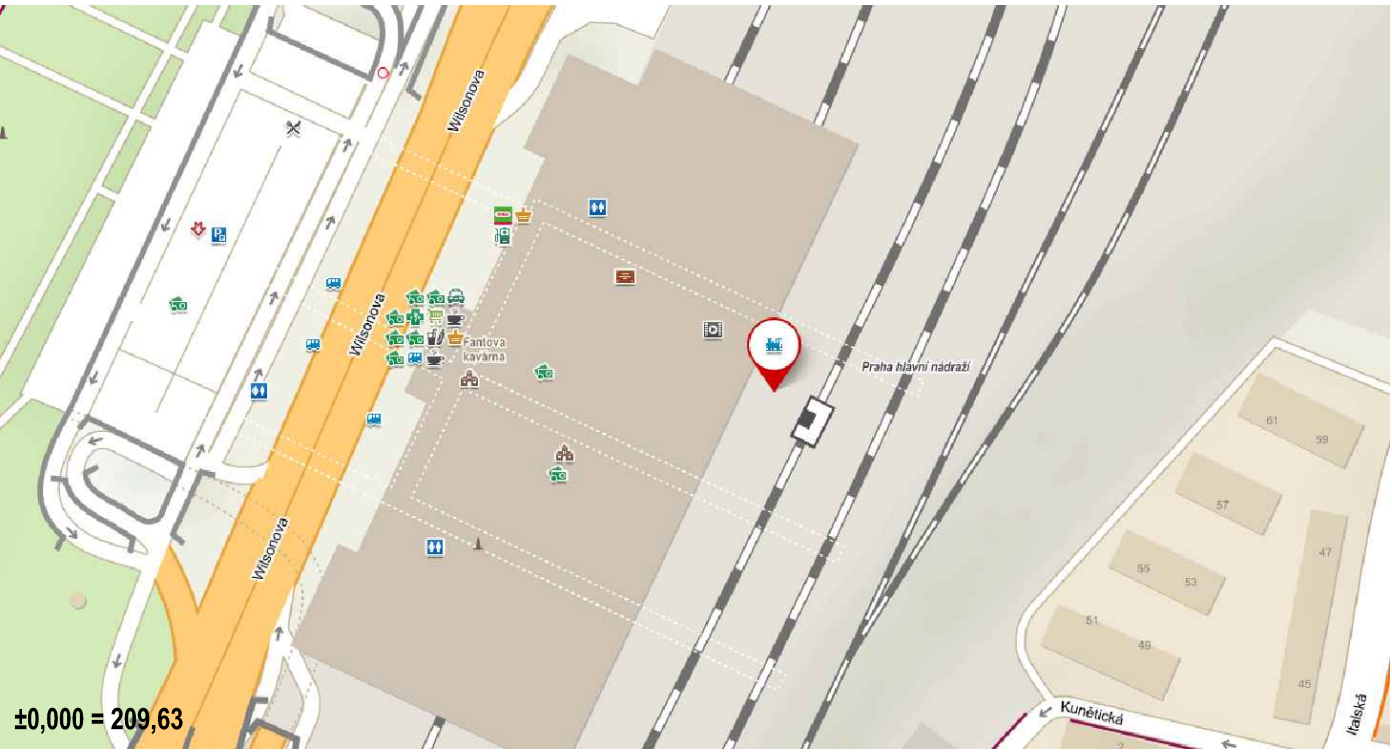 Wilsonova
Wilsonova
Fantova
kavárna
Praha hlavní nádraží
61
59
57
47
55
53
51
49
45
Wilsonova
Kunětická
Italská
2
±0,000 = 209,63